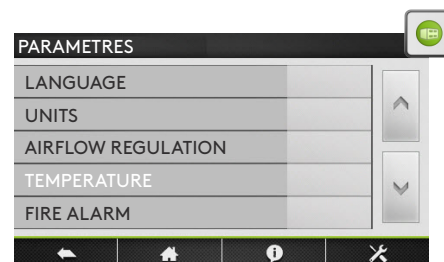 PARAMETRES
LANGUAGE
UNITS
AIRFLOW REGULATION
TEMPERATURE
FIRE ALARM